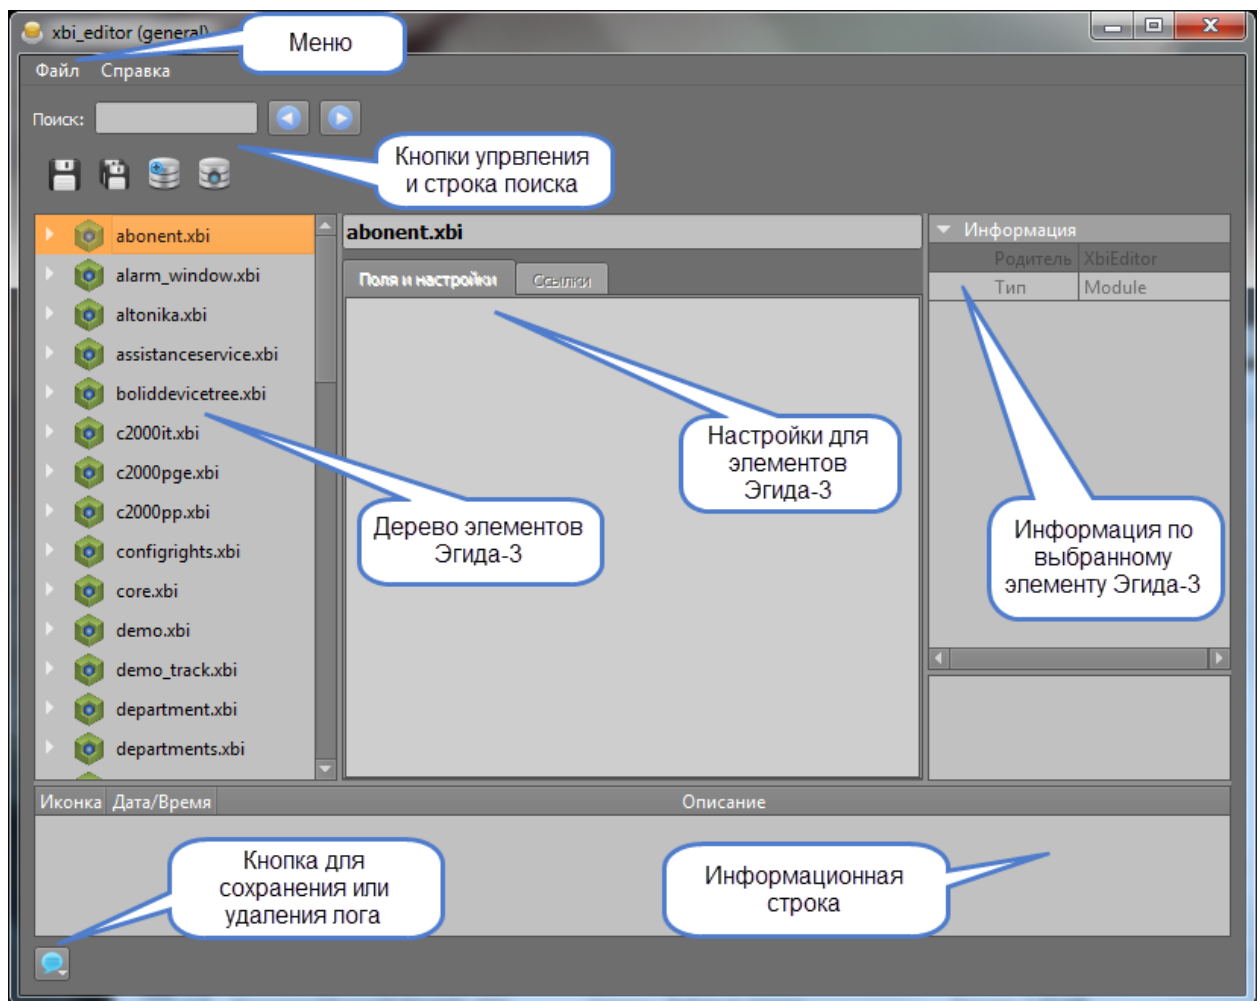 xbi_editor (general)
Меню
Файл Справка
Поиск:
Кнопки упрвления
и строка поиска
abonent.xbi
alarm_window.xbi
altonika.xbi
assistanceservice.xbi
boliddevicetree.xbi
c2000it.xbi
c2000pge.xbi
c2000pp.xbi
configrights.xbi
core.xbi
demo.xbi
demo_track.xbi
department.xbi
departments.xbi
Дерево элементов
Эгида-3
abonent.xbi
Поля и настройки Ссылки
Настройки для
элементов
Эгида-3
Информация
Родитель XbiEditor
Тип Module
Информация по
выбранному
элементу Эгида-3
Иконка Дата/Время Описание
Кнопка для
сохранения или
удаления лога
Информационная
строка